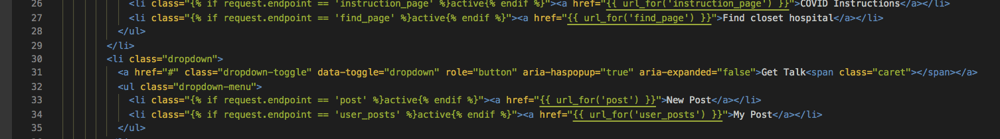 26 <li class="{% if request.endpoint == 'instruction_page' %}active{% endif %}"><a href="{{ url_for('instruction_page') }}">COVID Instructions</a></li>
27 <li class="{% if request.endpoint == 'find_page' %}active{% endif %}"><a href="{{ url_for('find_page') }}">Find closet hospital</a></li>
28 </ul>
29 </li>
30 <li class="dropdown">
31 <a href="#" class="dropdown-toggle" data-toggle="dropdown" role="button" aria-haspopup="true" aria-expanded="false">Get Talk<span class="caret"></span></a>
32 <ul class="dropdown-menu">
33 <li class="{% if request.endpoint == 'post' %}active{% endif %}"><a href="{{ url_for('post') }}">New Post</a></li>
34 <li class="{% if request.endpoint == 'user_posts' %}active{% endif %}"><a href="{{ url_for('user_posts') }}">My Post</a></li>
35 </ul>